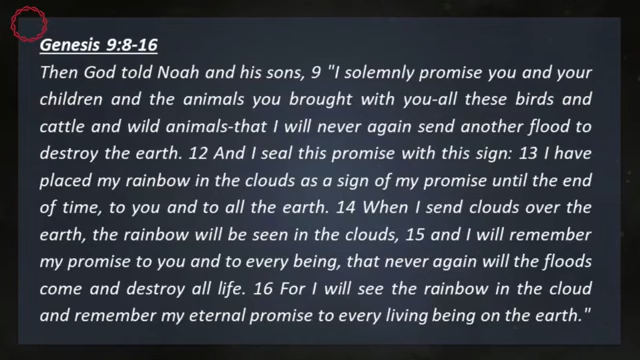 Genesis 9:8-16
Then God told Noah and his sons, 9 "I solemnly promise you and your
children and the animals you brought with you-all these birds and
cattle and wild animals-that I will never again send another flood to
destroy the earth. 12 And I seal this promise with this sign: 13 I have
placed my rainbow in the clouds as a sign of my promise until the end
of time, to you and to all the earth. 14 When I send clouds over the
earth, the rainbow will be seen in the clouds, 15 and I will remember
my promise to you and to every being, that never again will the floods
come and destroy all life. 16 For I will see the rainbow in the cloud
and remember my eternal promise to every living being on the earth."